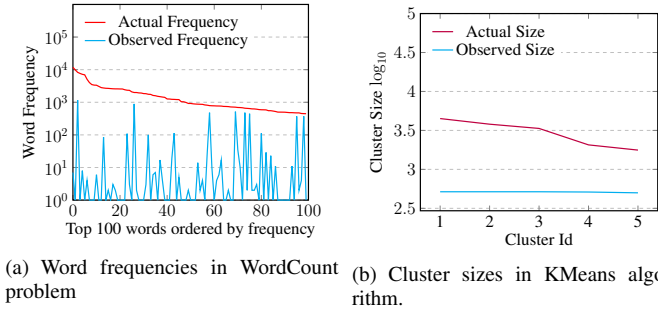 Actual Frequency
Observed Frequency
10^5
10^4
10^3
10^2
10^1
10^0
Word Frequency
0 20 40 60 80 100
Top 100 words ordered by frequency
(a) Word frequencies in WordCount
problem
Actual Size
Observed Size
5
4.5
4
3.5
3
2.5
Cluster Size log10
1 2 3 4 5
Cluster Id
(b) Cluster sizes in KMeans algo
rithm.